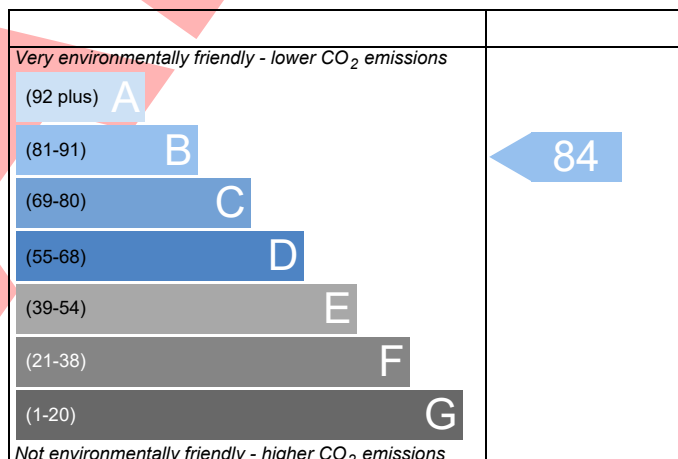 Very environmentally friendly - lower CO2 emissions
(92 plus) A
(81-91) B
84
(69-80) C
(55-68) D
(39-54) E
(21-38) F
(1-20) G
Not environmentally friendly - higher CO2 emissions